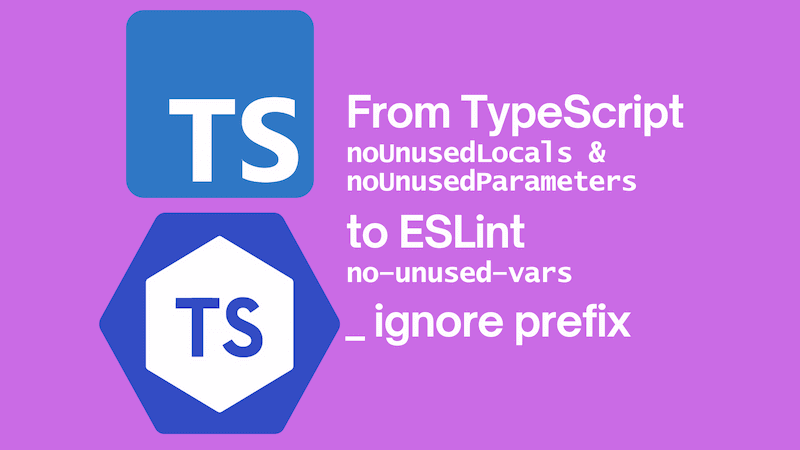 TS
From TypeScript
noUnusedLocals &
noUnusedParameters
to ESLint
no-unused-vars
_ ignore prefix
TS